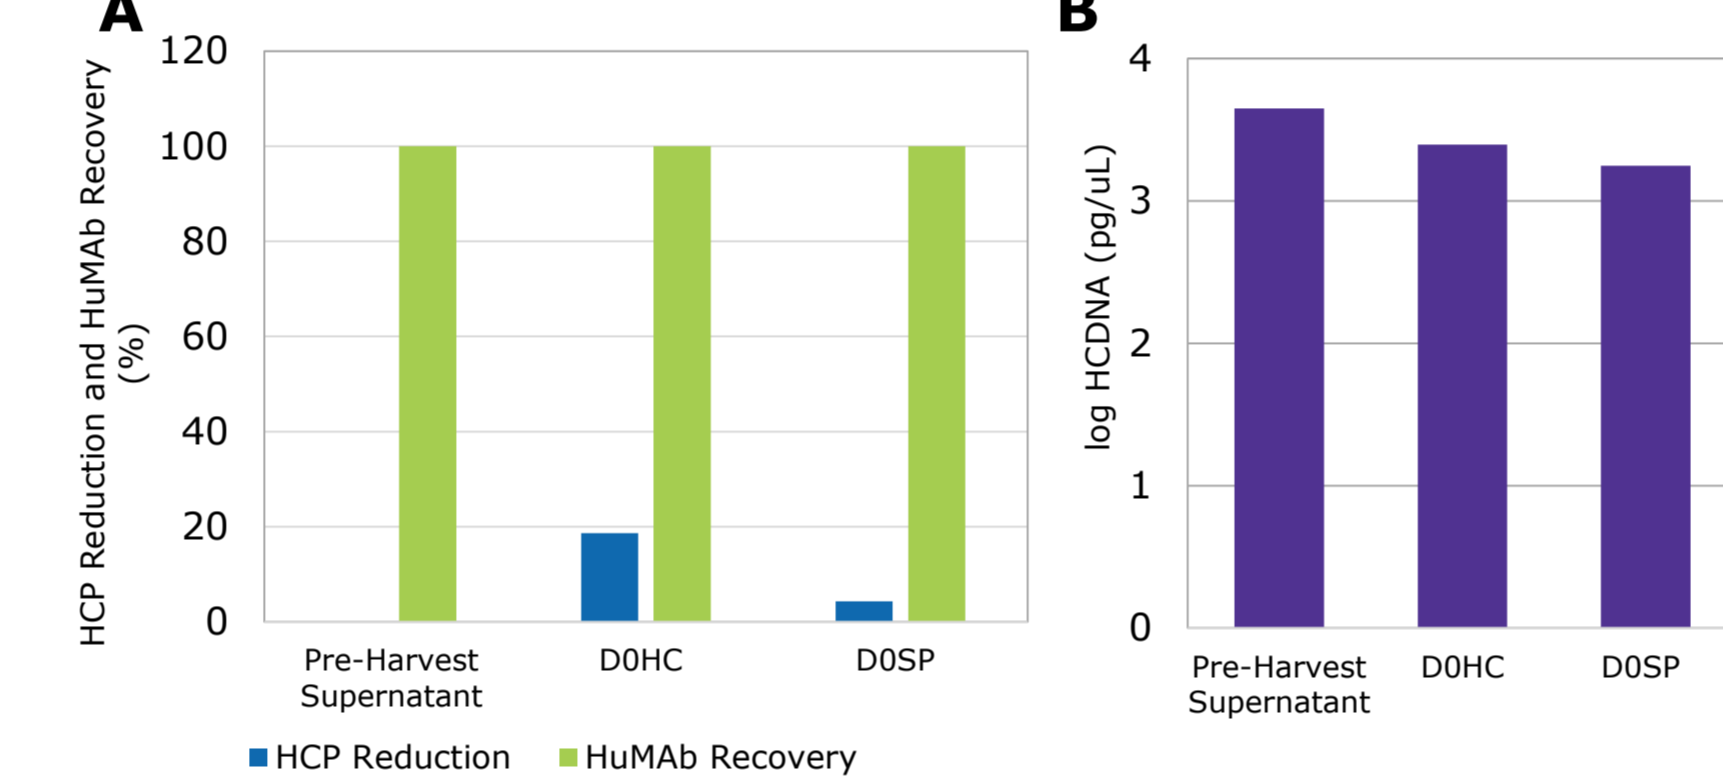 A
HCP Reduction and HuMAb Recovery
(%)
120
100
80
60
40
20
0
Pre-Harvest
Supernatant
D0HC
D0SP
HCP Reduction
HuMAb Recovery
B
log HCDNA (pg/uL)
4
3
2
1
0
Pre-Harvest
Supernatant
D0HC
D0SP